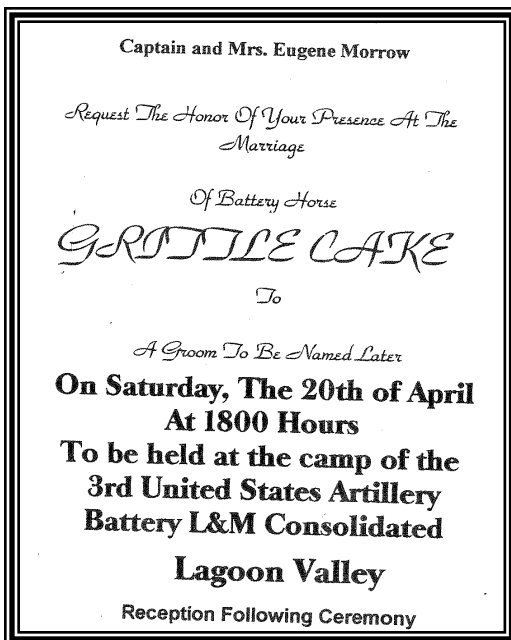 Captain and Mrs. Eugene Morrow
Request The Honor Of Your Presence At The
Marriage
Of Battery Horse
GRITTLE CAKE
To
A Groom To Be Named Later
On Saturday, The 20th of April
At 1800 Hours
To be held at the camp of the
3rd United States Artillery
Battery L&M Consolidated
Lagoon Valley
Reception Following Ceremony